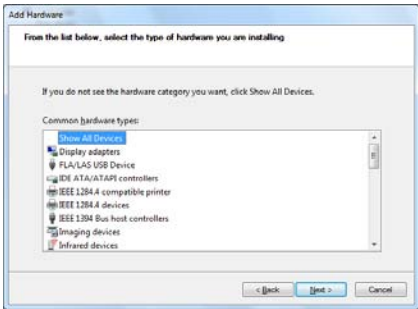 Add Hardware
From the list below, select the type of hardware you are installing
If you do not see the hardware category you want, click Show All Devices.
Common hardware types:
Show All Devices
Display adapters
FLA/LAS USB Device
IDE ATA/ATAPI controllers
IEEE 1284.4 compatible printer
IEEE 1284.4 devices
IEEE 1394 Bus host controllers
Imaging devices
Infrared devices
< Back Next > Cancel